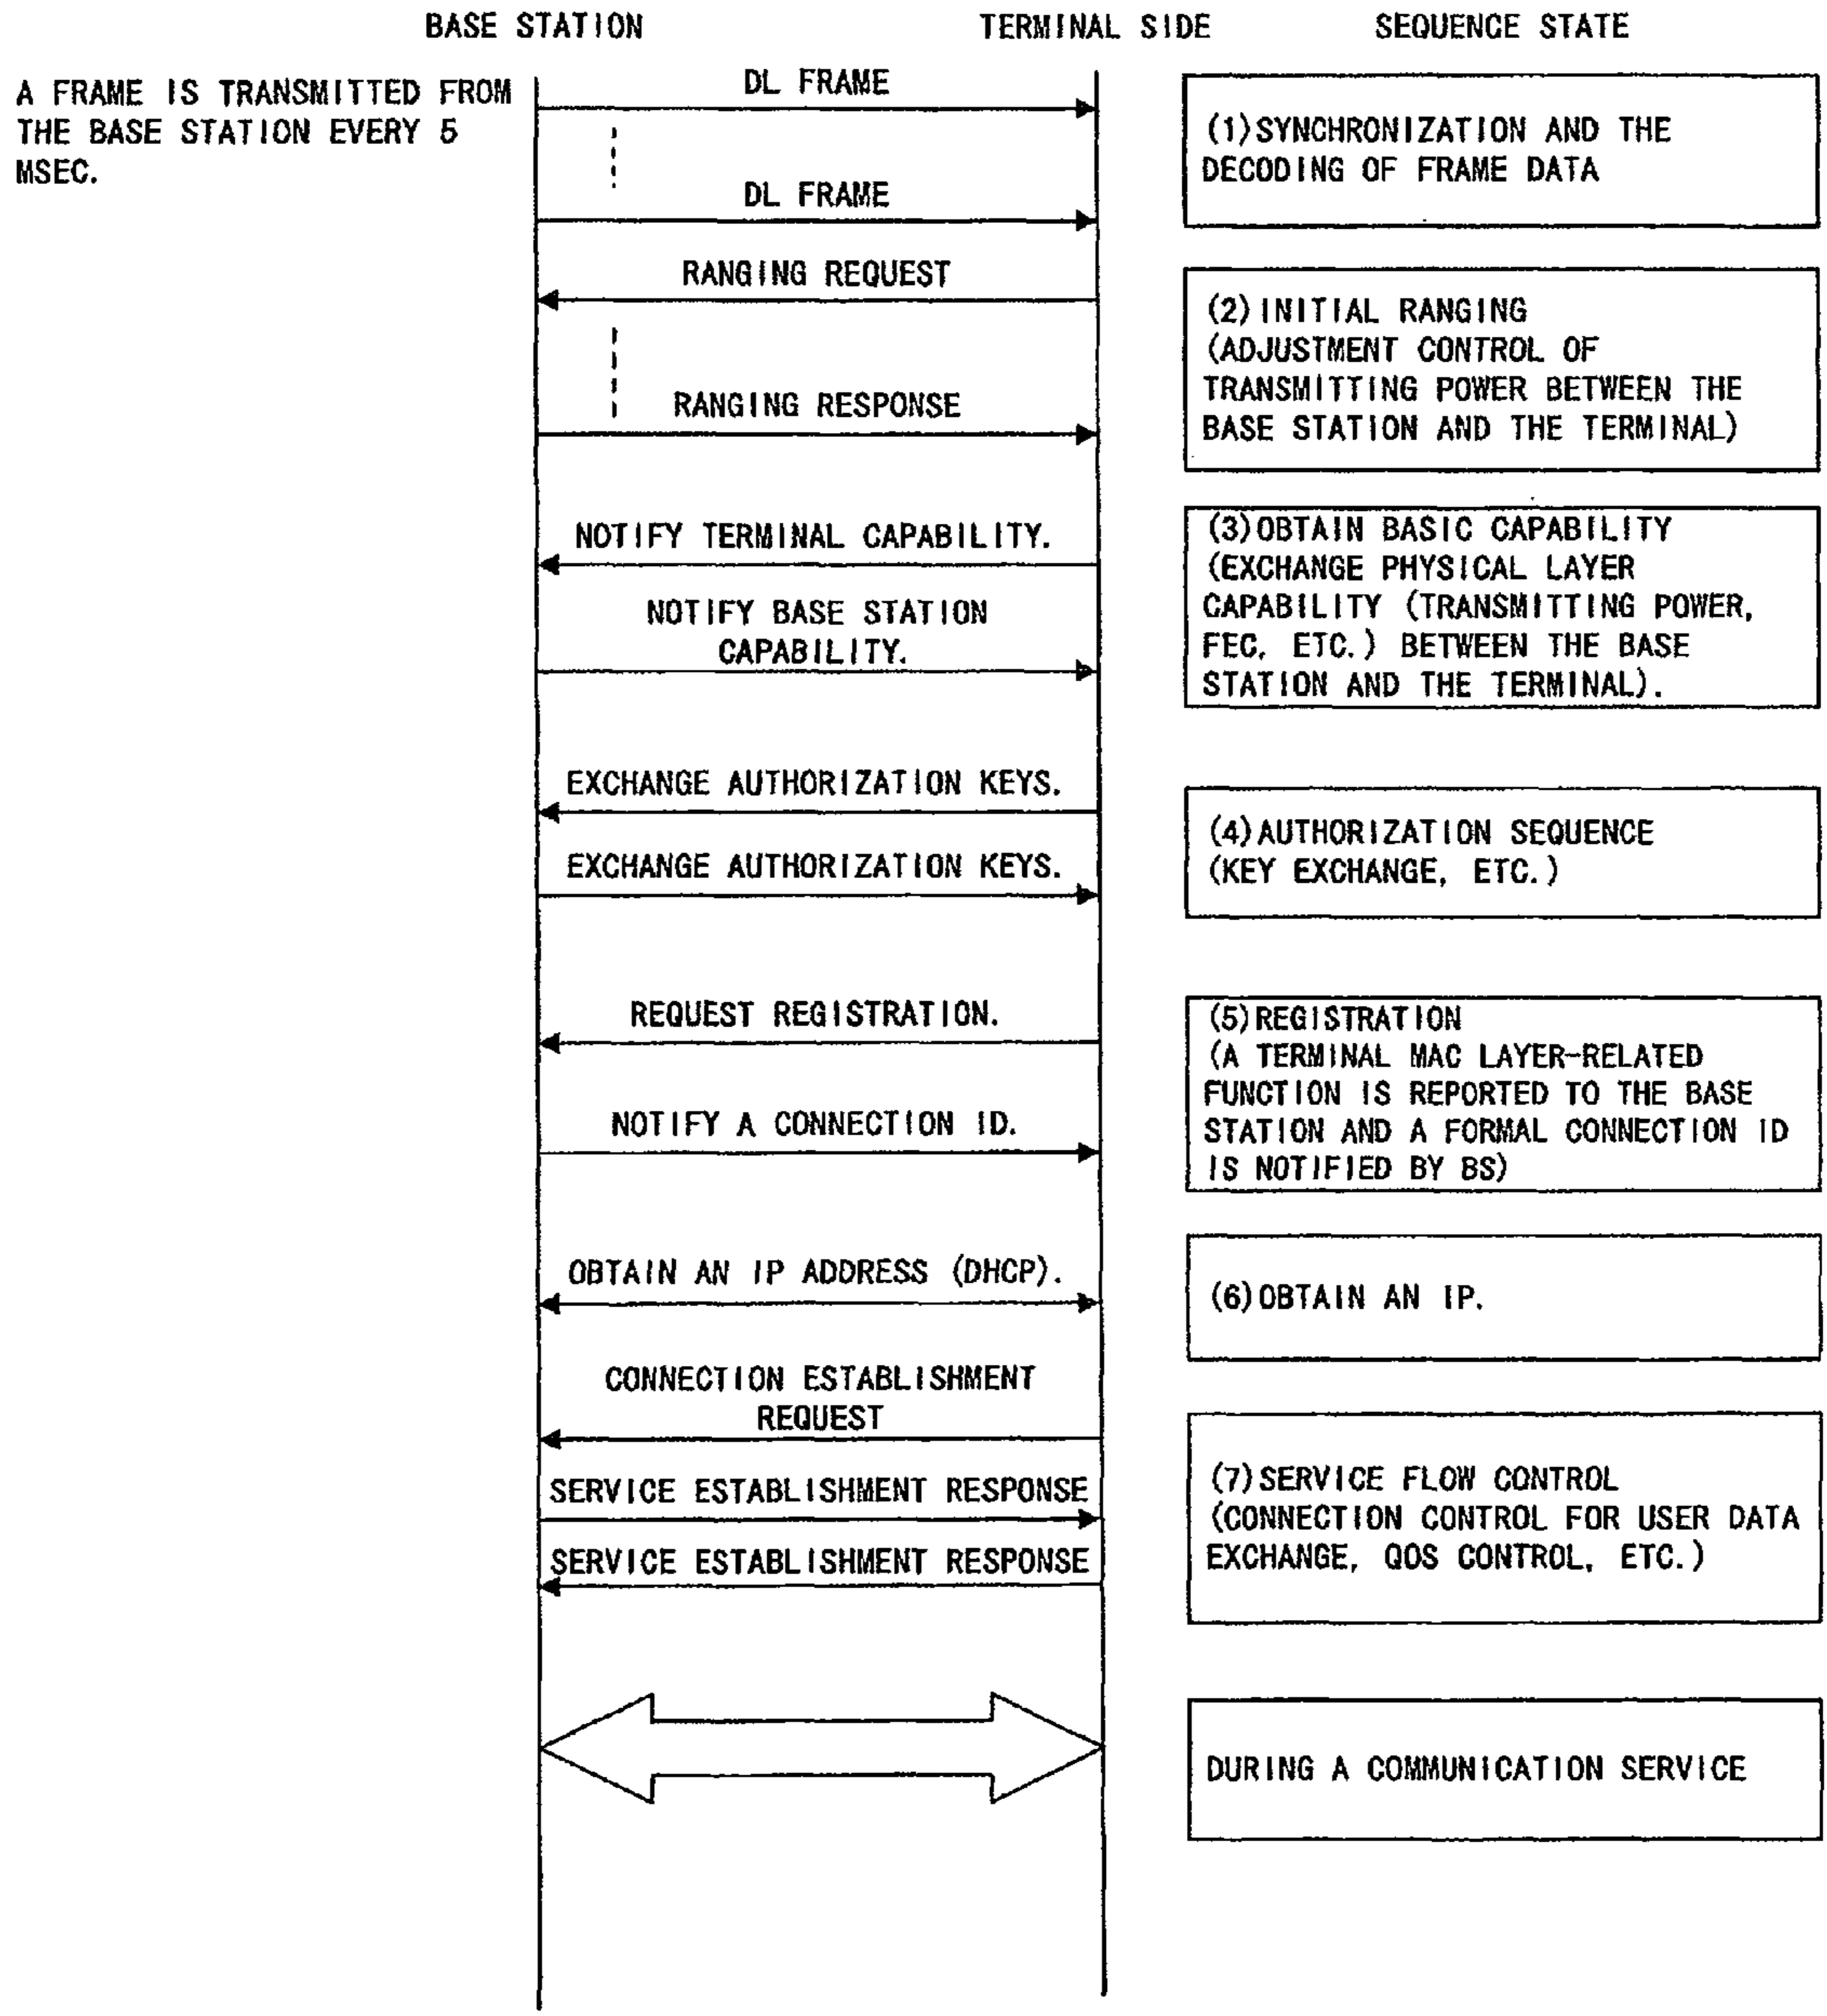 BASE STATION
TERMINAL SIDE
SEQUENCE STATE
A FRAME IS TRANSMITTED FROM
THE BASE STATION EVERY 5
MSEC.
DL FRAME
DL FRAME
(1)SYNCHRONIZATION AND THE
DECODING OF FRAME DATA
RANGING REQUEST
RANGING RESPONSE
(2)INITIAL RANGING
(ADJUSTMENT CONTROL OF
TRANSMITTING POWER BETWEEN THE
BASE STATION AND THE TERMINAL)
NOTIFY TERMINAL CAPABILITY.
NOTIFY BASE STATION
CAPABILITY.
(3)OBTAIN BASIC CAPABILITY
(EXCHANGE PHYSICAL LAYER
CAPABILITY (TRANSMITTING POWER,
FEC, ETC.) BETWEEN THE BASE
STATION AND THE TERMINAL).
EXCHANGE AUTHORIZATION KEYS.
EXCHANGE AUTHORIZATION KEYS.
(4)AUTHORIZATION SEQUENCE
(KEY EXCHANGE, ETC.)
REQUEST REGISTRATION.
NOTIFY A CONNECTION ID.
(5)REGISTRATION
(A TERMINAL MAC LAYER-RELATED
FUNCTION IS REPORTED TO THE BASE
STATION AND A FORMAL CONNECTION ID
IS NOTIFIED BY BS)
OBTAIN AN IP ADDRESS (DHCP).
(6)OBTAIN AN IP.
CONNECTION ESTABLISHMENT
REQUEST
SERVICE ESTABLISHMENT RESPONSE
SERVICE ESTABLISHMENT RESPONSE
(7)SERVICE FLOW CONTROL
(CONNECTION CONTROL FOR USER DATA
EXCHANGE, QOS CONTROL, ETC.)
DURING A COMMUNICATION SERVICE